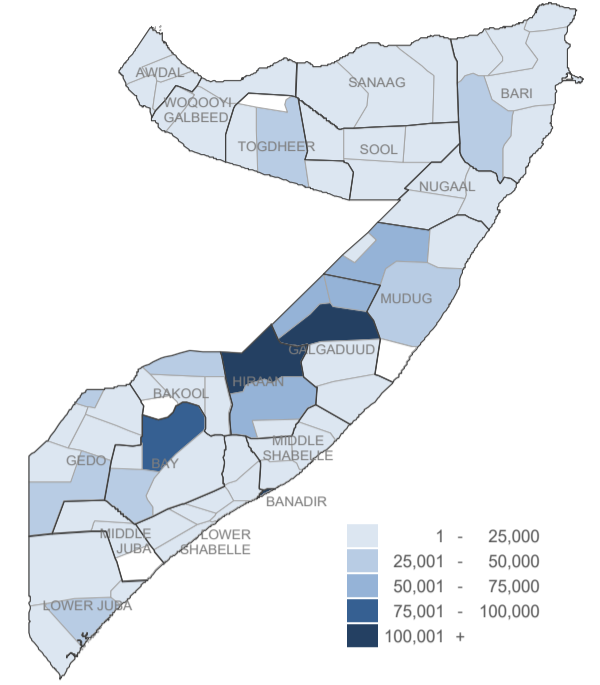 AWDAL
WOQOOYI
GALBEED
SANAAG
BARI
TOGDHEER
SOOL
NUGAAL
MUDUG
GALGADUUD
HIRAAN
BAKOOL
MIDDLE
SHABELLE
GEDO
BAY
BANADIR
MIDDLE
JUBA
LOWER
SHABELLE
LOWER JUBA
1 - 25,000
25,001 - 50,000
50,001 - 75,000
75,001 - 100,000
100,001 +